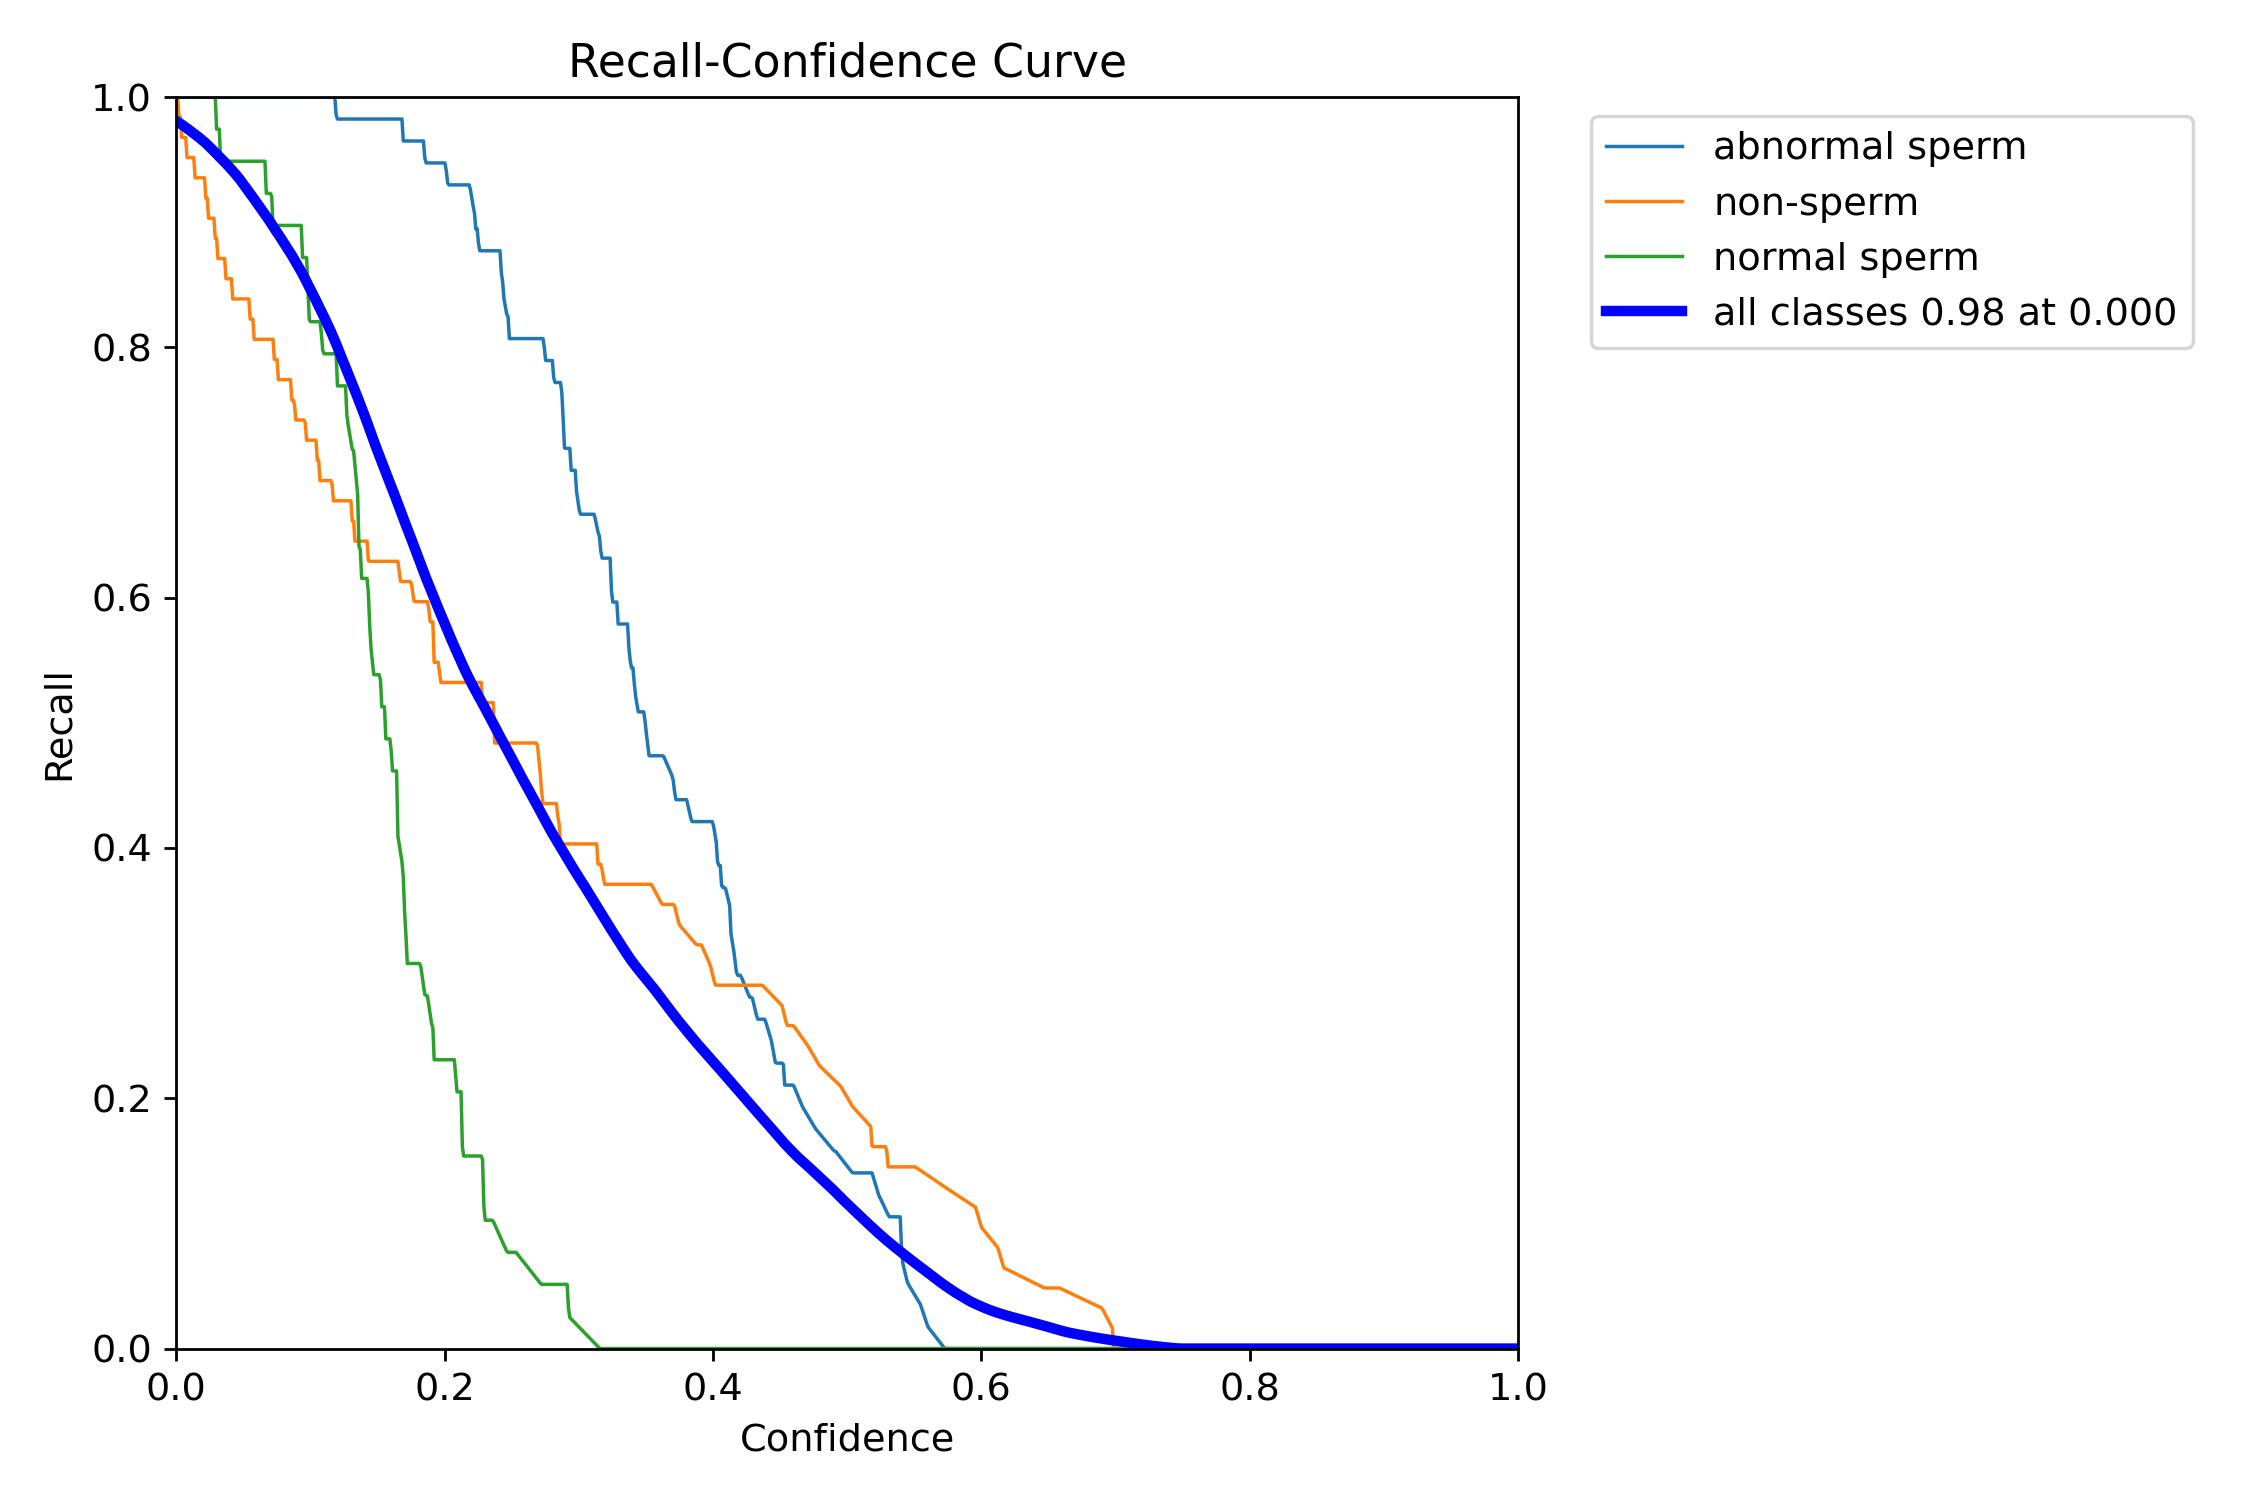 Recall-Confidence Curve
1.0
0.8
0.6
0.4
0.2
0.0
Recall
0.0 0.2 0.4 0.6 0.8 1.0
Confidence
abnormal sperm
non-sperm
normal sperm
all classes 0.98 at 0.000